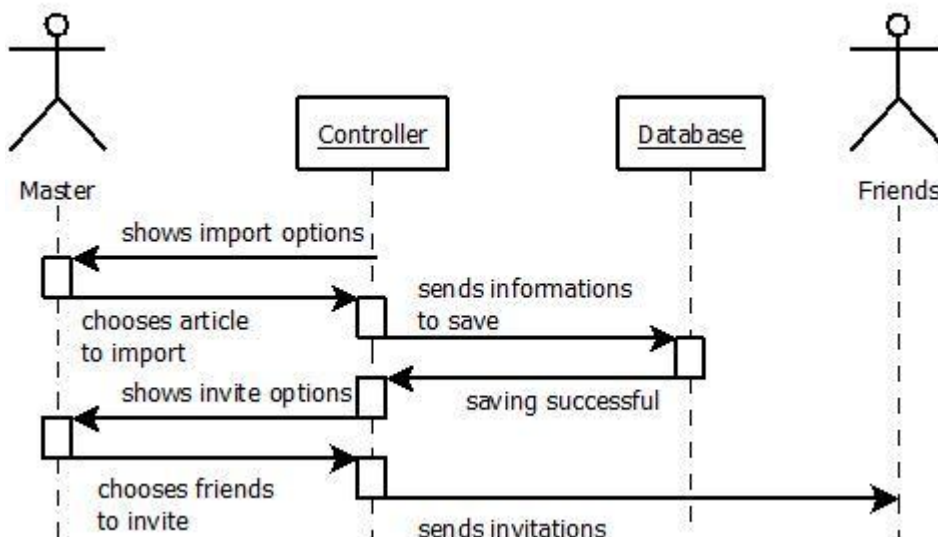 Controller
Database
Master
Friends
shows import options
sends informations
to save
chooses article
to import
shows invite options
saving successful
chooses friends
to invite
sends invitations